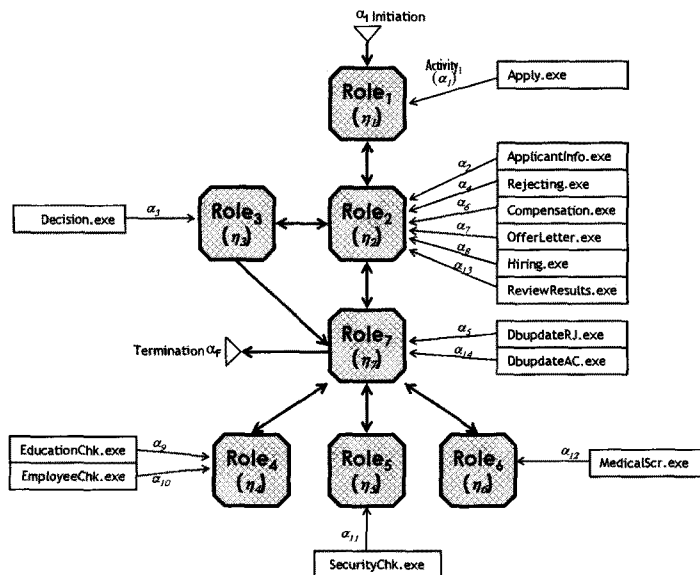 α₁ Initiation
Activity₁
(α₁)
Apply.exe
Role₁
(η₁)
α₂
ApplicantInfo.exe
α₄
Rejecting.exe
α₆
Compensation.exe
α₇
OfferLetter.exe
α₈
Hiring.exe
α₁₃
ReviewResults.exe
Decision.exe
α₃
Role₃
(η₃)
Role₂
(η₂)
Termination α_F
Role₇
(η₇)
α₅
DbupdateRJ.exe
α₁₄
DbupdateAC.exe
EducationChk.exe
α₉
EmployeeChk.exe
α₁₀
Role₄
(η₄)
Role₅
(η₅)
Role₆
(η₆)
α₁₂
MedicalScr.exe
α₁₁
SecurityChk.exe